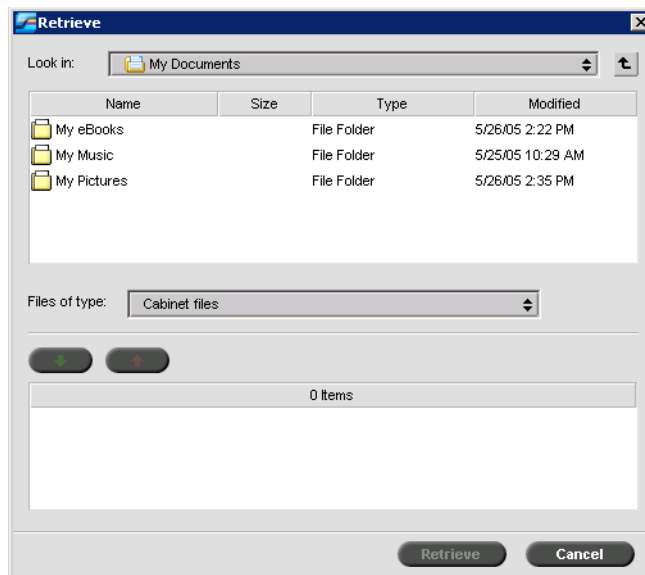 Retrieve
Look in: My Documents
Name Size Type Modified
My eBooks File Folder 5/26/05 2:22 PM
My Music File Folder 5/25/05 10:29 AM
My Pictures File Folder 5/26/05 2:35 PM
Files of type: Cabinet files
0 Items
Retrieve Cancel